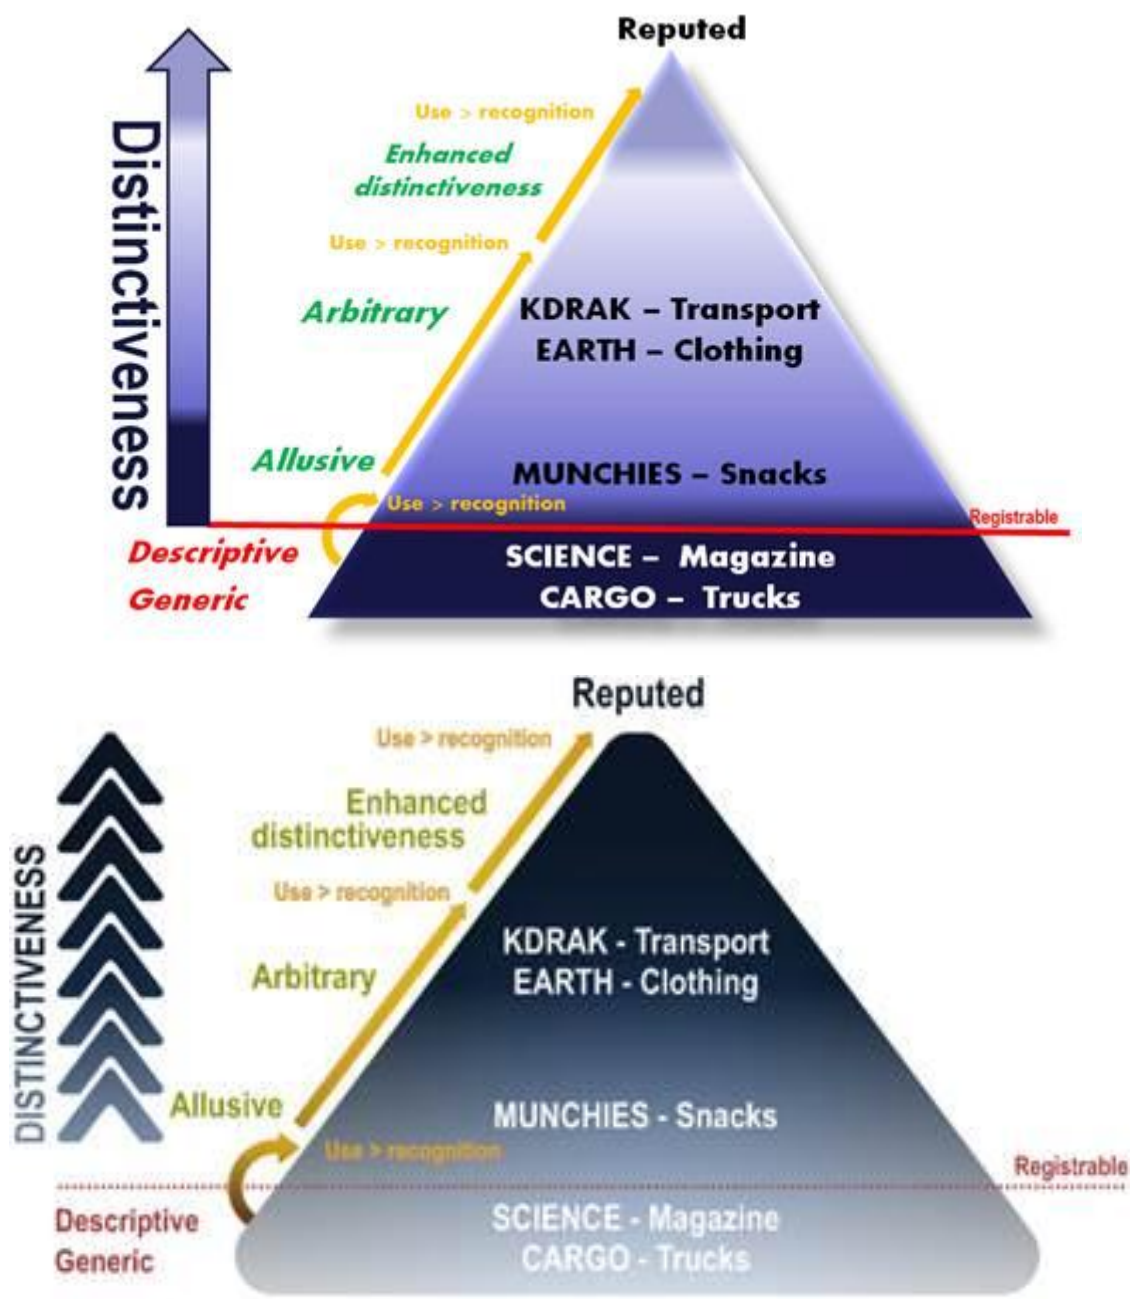 Reputed
Use > recognition
Enhanced
distinctiveness
Use > recognition
Arbitrary
KDRAK – Transport
EARTH – Clothing
Distinctiveness
Allusive
MUNCHIES – Snacks
Use > recognition
Registrable
Descriptive
SCIENCE – Magazine
Generic
CARGO – Trucks
Reputed
Use > recognition
Enhanced
distinctiveness
Use > recognition
KDRAK - Transport
Arbitrary
EARTH - Clothing
DISTINCTIVENESS
Allusive
MUNCHIES - Snacks
Use > recognition
Registrable
Descriptive
SCIENCE - Magazine
Generic
CARGO - Trucks